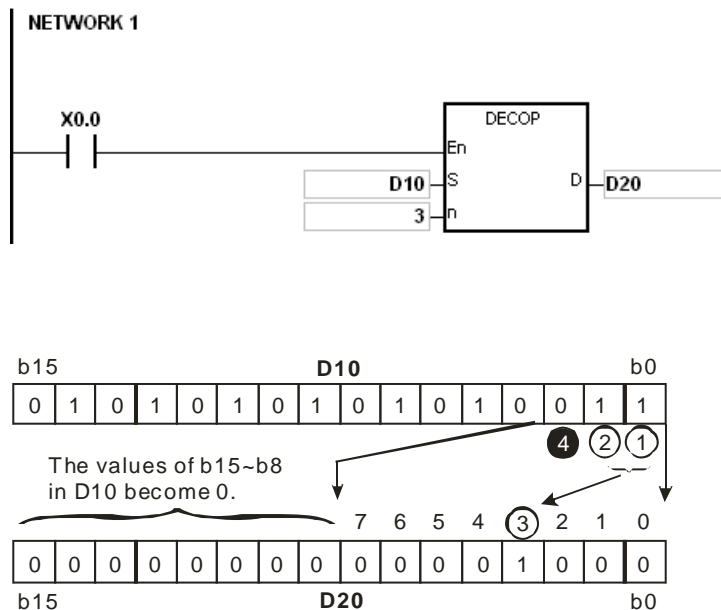 NETWORK 1
X0.0
DECOP
En
D10 S D D20
3 n
b15 D10 b0
0 1 0 1 0 1 0 1 0 1 0 1 0 0 1 1
4 2 1
The values of b15~b8
in D10 become 0.
7 6 5 4 3 2 1 0
0 0 0 0 0 0 0 0 0 0 0 0 1 0 0 0
b15 D20 b0